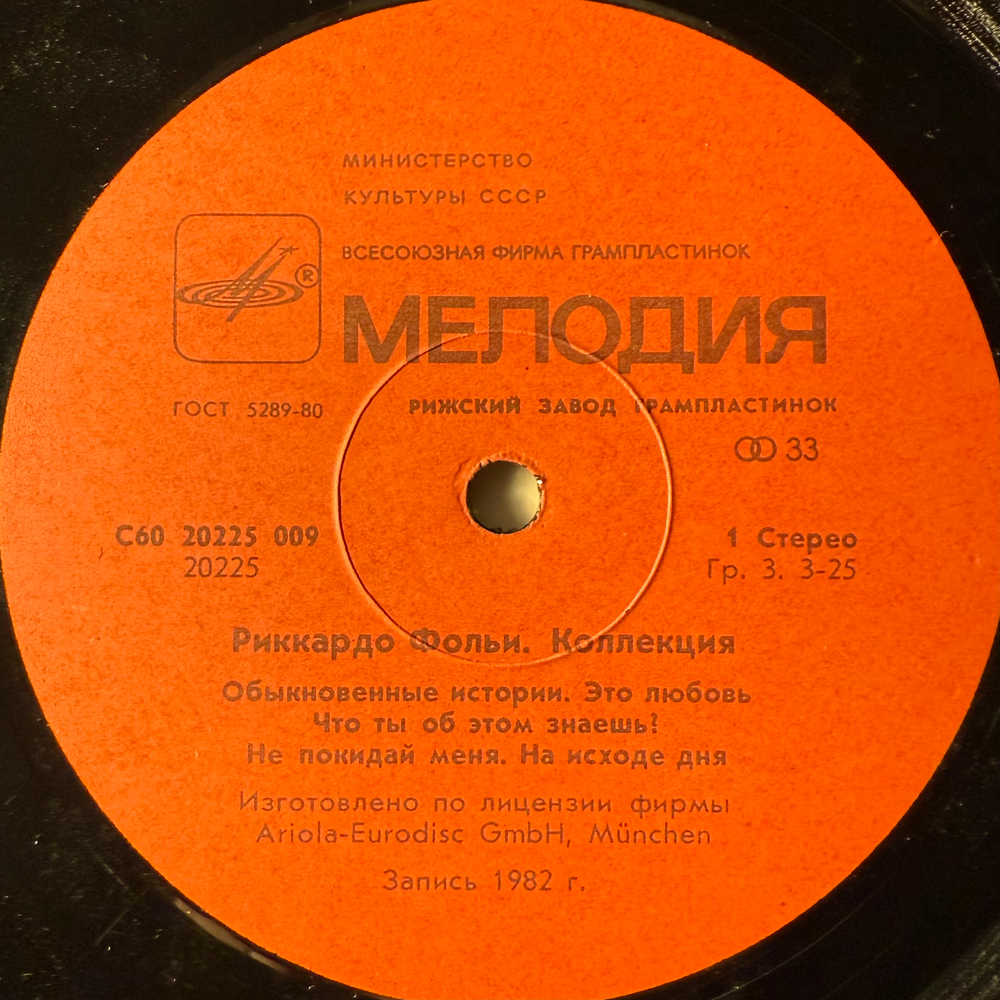 МИНИСТЕРСТВО
КУЛЬТУРЫ СССР
ВСЕСОЮЗНАЯ ФИРМА ГРАМПЛАСТИНОК
®
МЕЛОДИЯ
ГОСТ 5289-80
РИЖСКИЙ ЗАВОД ГРАМПЛАСТИНОК
33
С60 20225 009
1 Стерео
20225
Гр. 3. 3-25
Риккардо Фольи. Коллекция
Обыкновенные истории. Это любовь
Что ты об этом знаешь?
Не покидай меня. На исходе дня
Изготовлено по лицензии фирмы
Ariola-Eurodisc GmbH, München
Запись 1982 г.